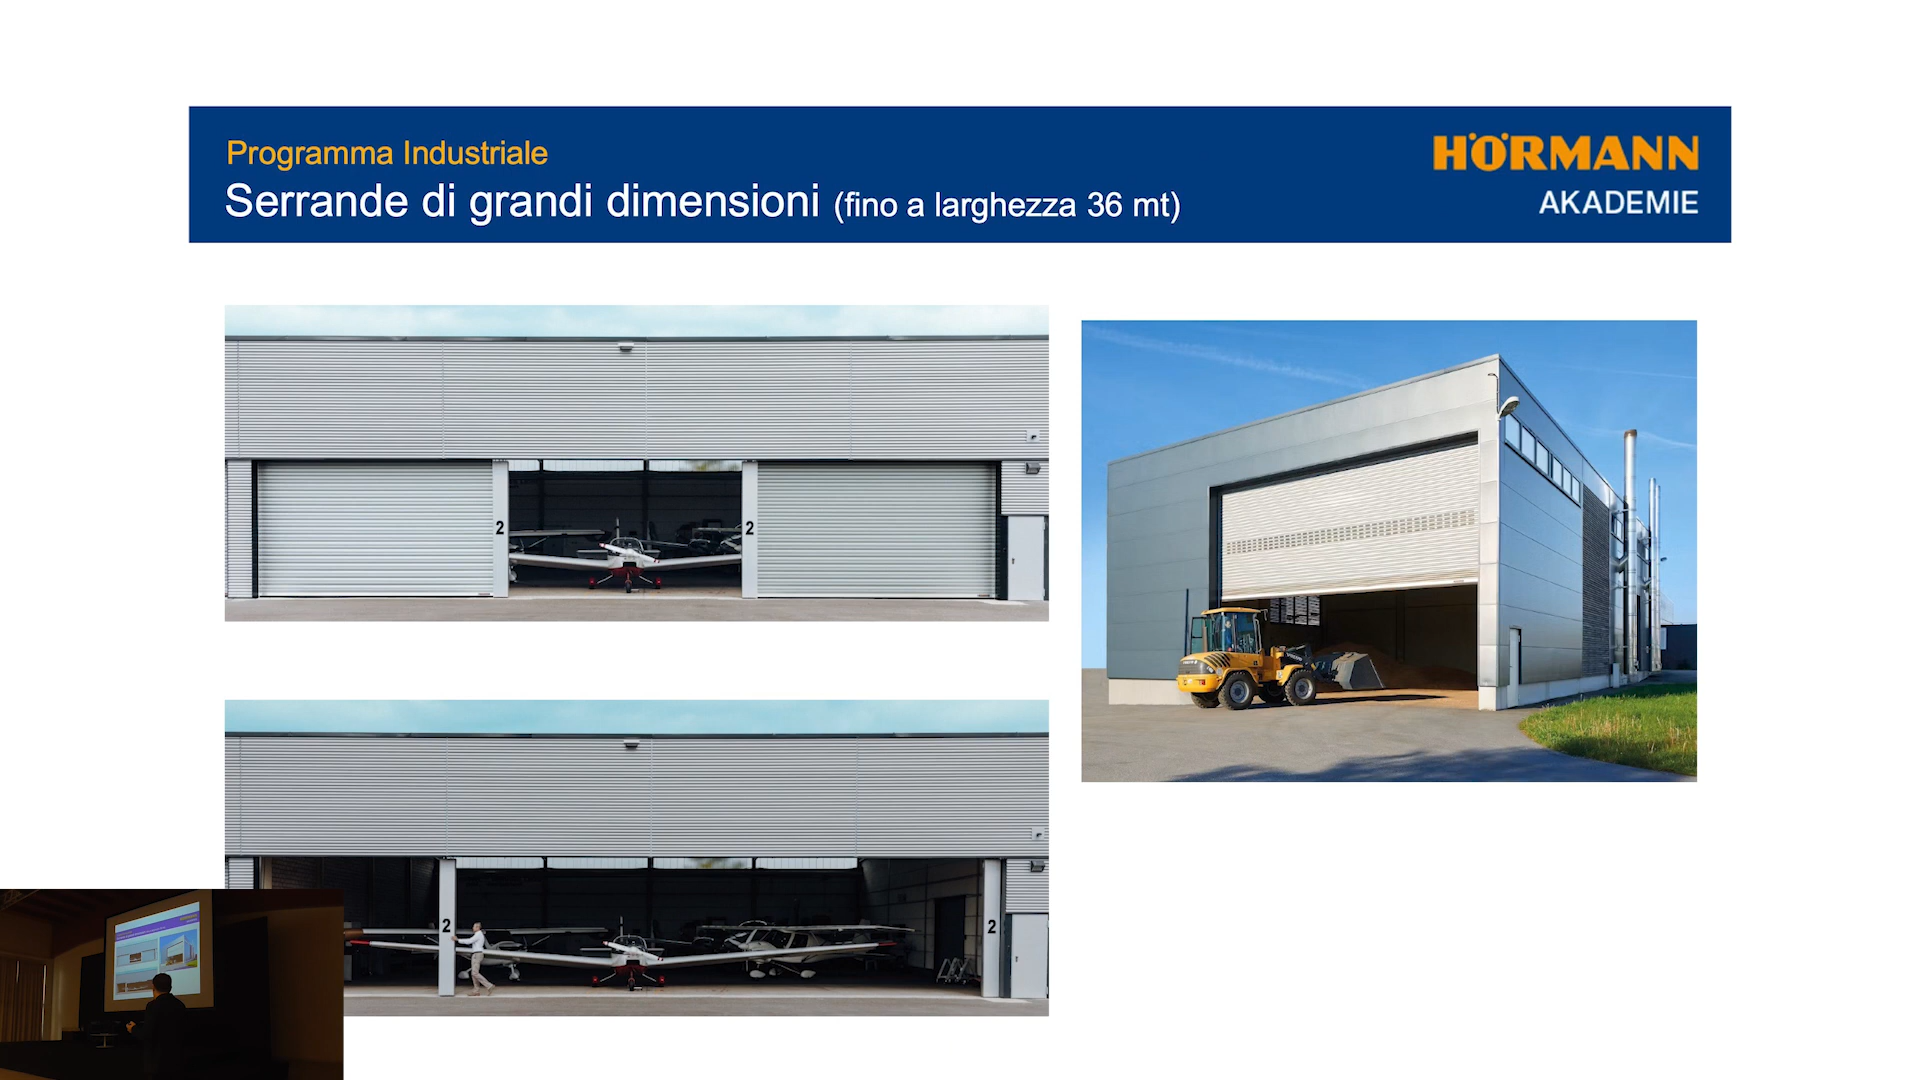 Programma Industriale
Serrande di grandi dimensioni (fino a larghezza 36 mt)
HÖRMANN
AKADEMIE
2
2
2
2